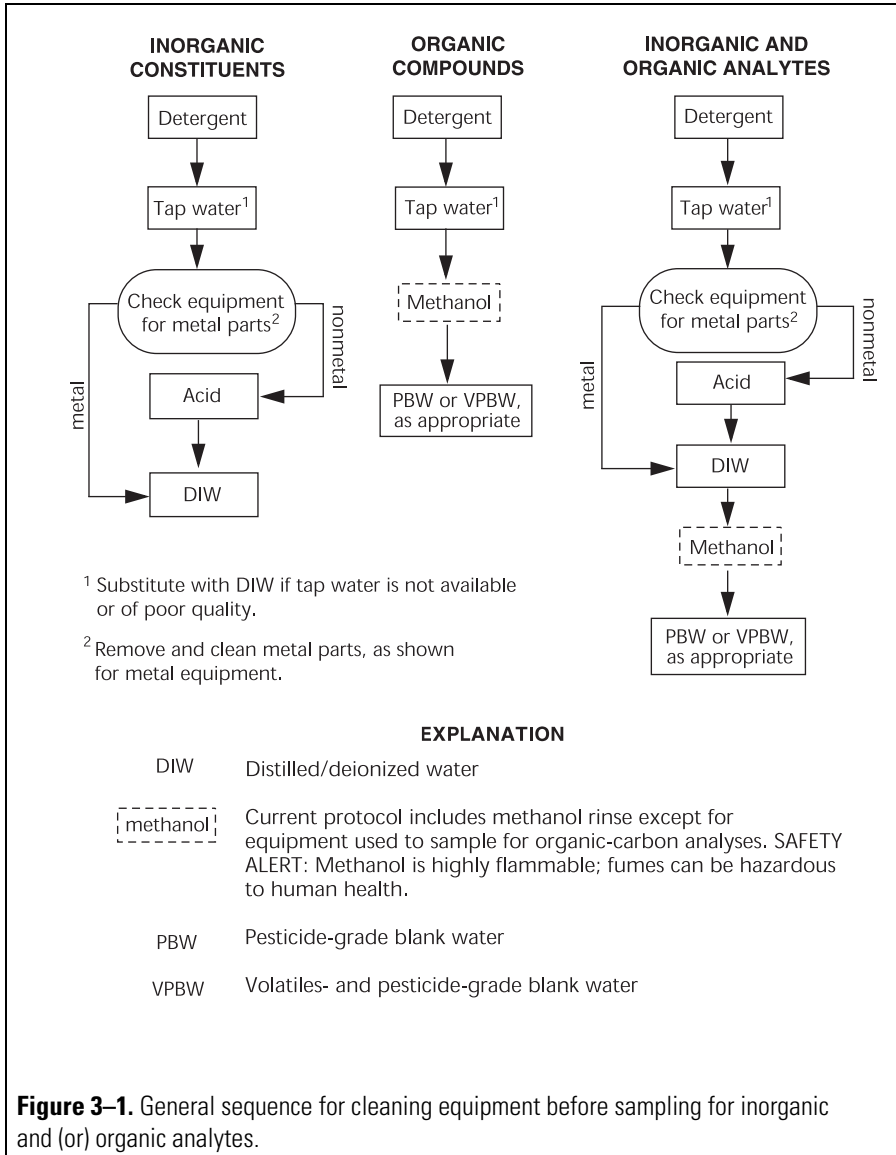 INORGANIC
CONSTITUENTS
Detergent
Tap water1
Check equipment
for metal parts2
metal
nonmetal
Acid
DIW
ORGANIC
COMPOUNDS
Detergent
Tap water1
Methanol
PBW or VPBW,
as appropriate
INORGANIC AND
ORGANIC ANALYTES
Detergent
Tap water1
Check equipment
for metal parts2
metal
nonmetal
Acid
DIW
Methanol
PBW or VPBW,
as appropriate
1 Substitute with DIW if tap water is not available
or of poor quality.
2 Remove and clean metal parts, as shown
for metal equipment.
EXPLANATION
DIW Distilled/deionized water
methanol Current protocol includes methanol rinse except for
equipment used to sample for organic-carbon analyses. SAFETY
ALERT: Methanol is highly flammable; fumes can be hazardous
to human health.
PBW Pesticide-grade blank water
VPBW Volatiles- and pesticide-grade blank water
Figure 3–1. General sequence for cleaning equipment before sampling for inorganic
and (or) organic analytes.